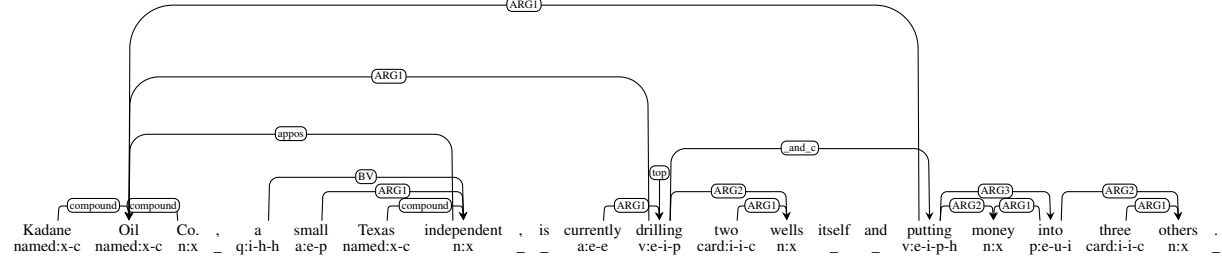 ARG1
ARG1
appos
_and_c
top
BV
ARG1 ARG2 ARG3 ARG2
compound compound compound ARG1 ARG1 ARG2 ARG1 ARG1
Kadane Oil Co. , a small Texas independent , is currently drilling two wells itself and putting money into three others .
named:x-c named:x-c n:x _ q:i-h-h a:e-p named:x-c n:x _ _ a:e-e v:e-i-p card:i-i-c n:x _ _ v:e-i-p-h n:x p:e-u-i card:i-i-c n:x _